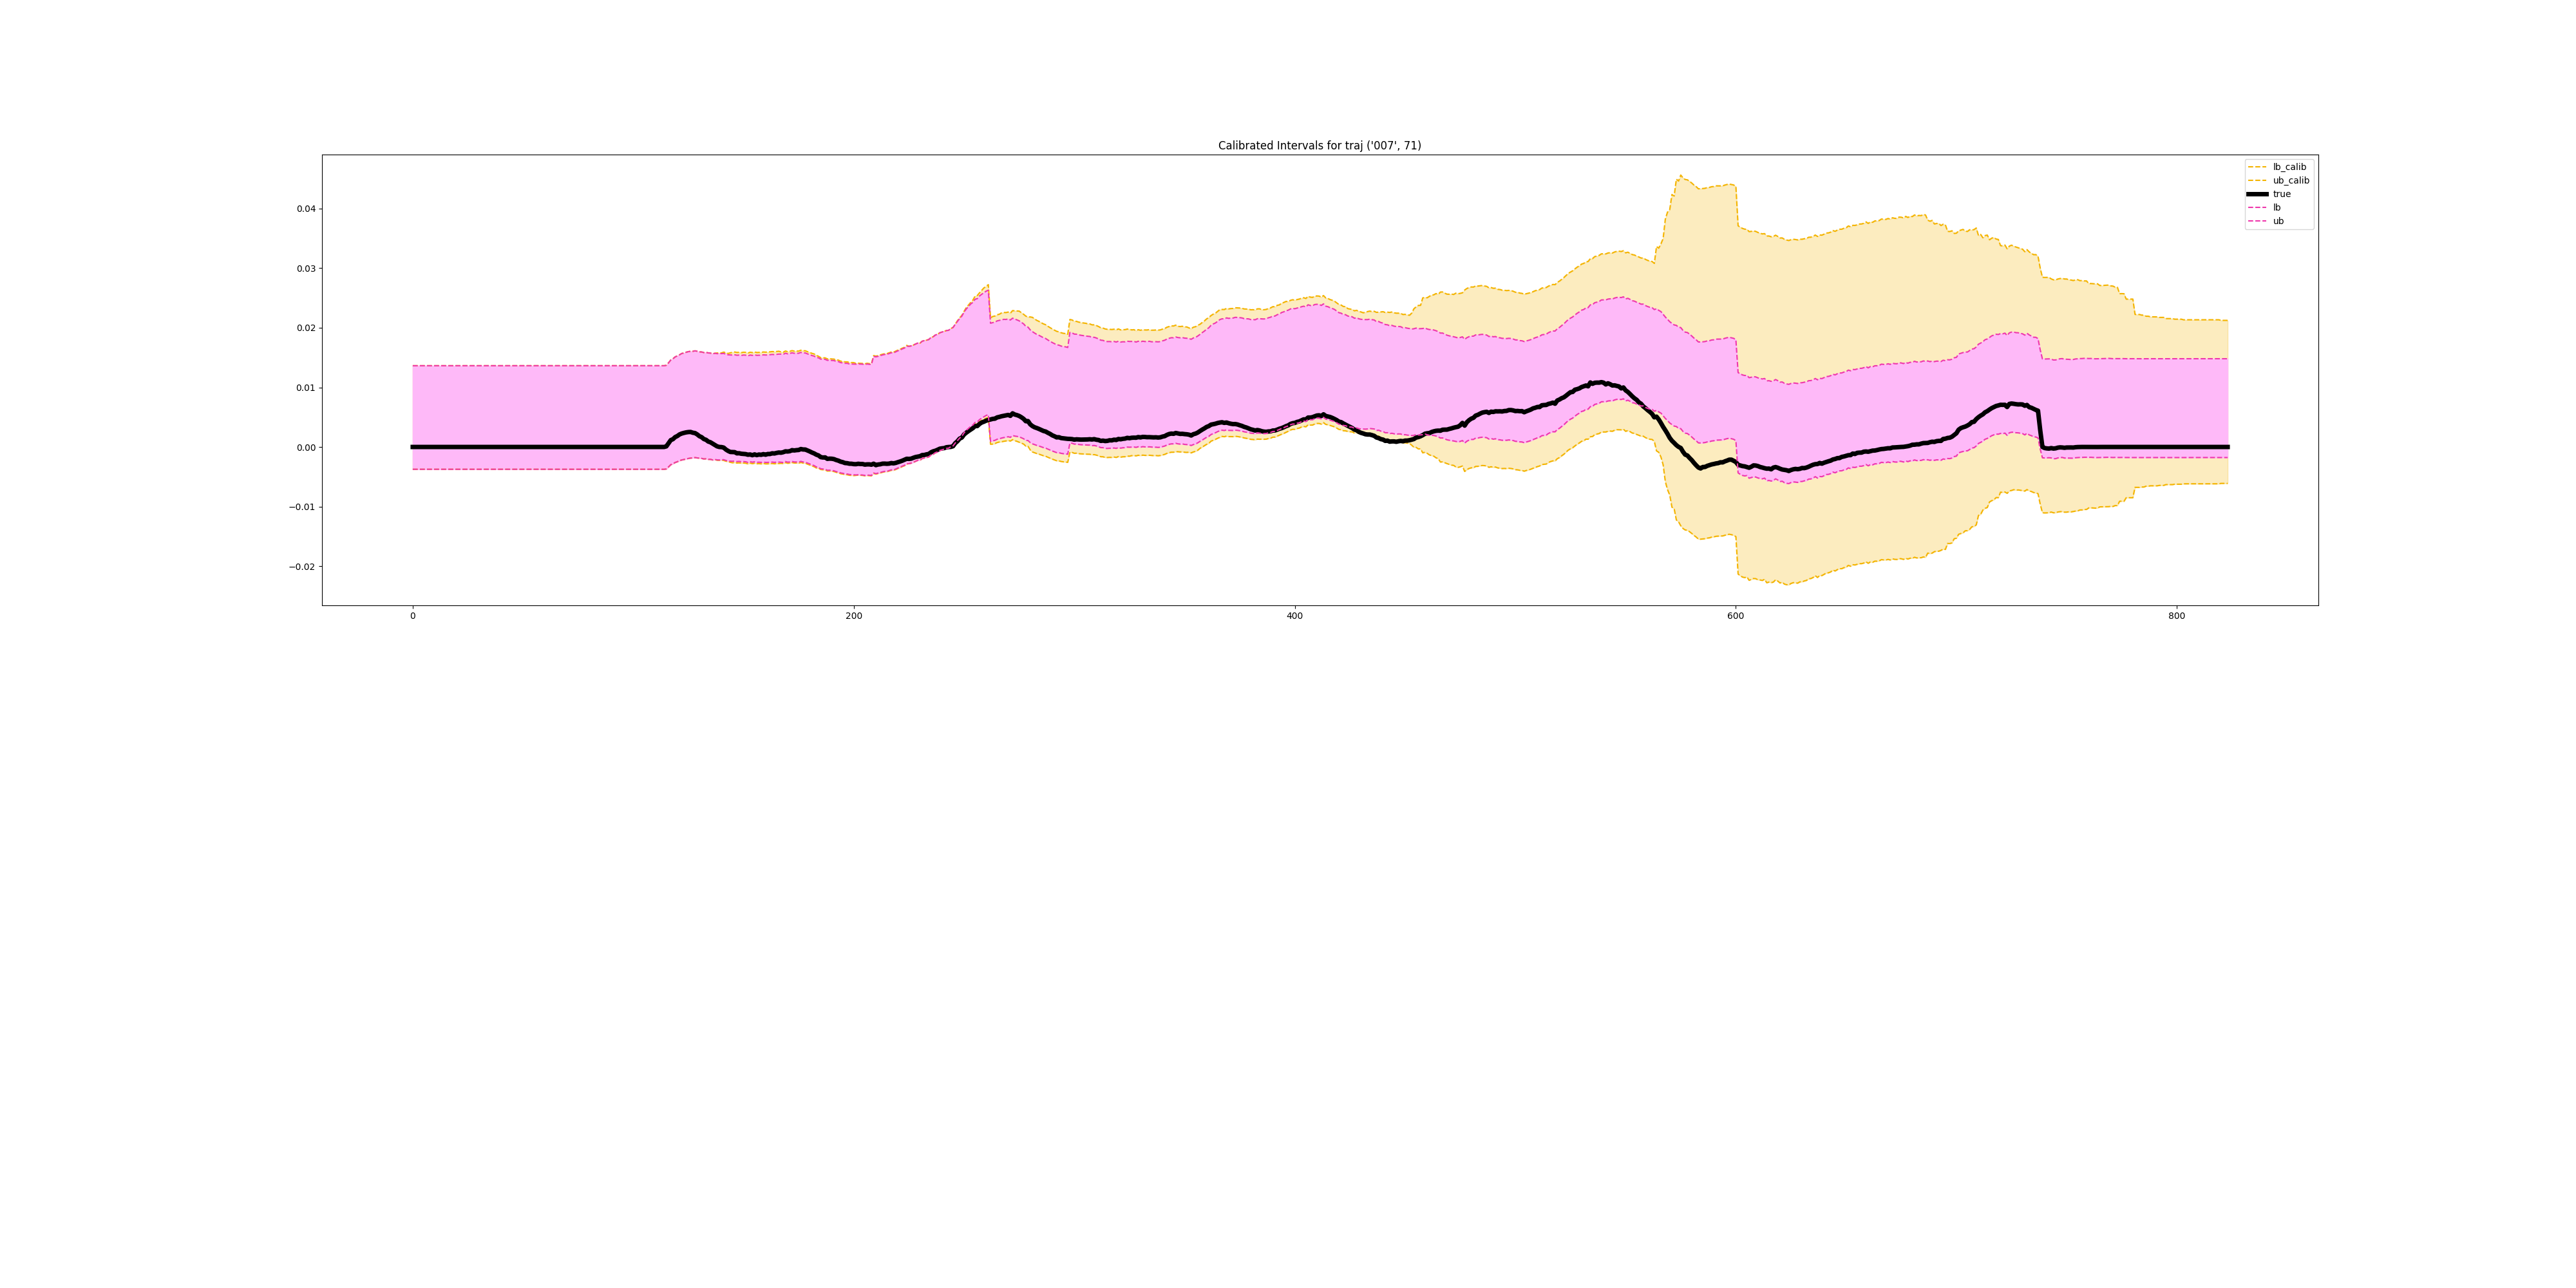 Calibrated Intervals for traj ('007', 71)
lb_calib
ub_calib
true
lb
ub
0.04
0.03
0.02
0.01
0.00
−0.01
−0.02
0 200 400 600 800